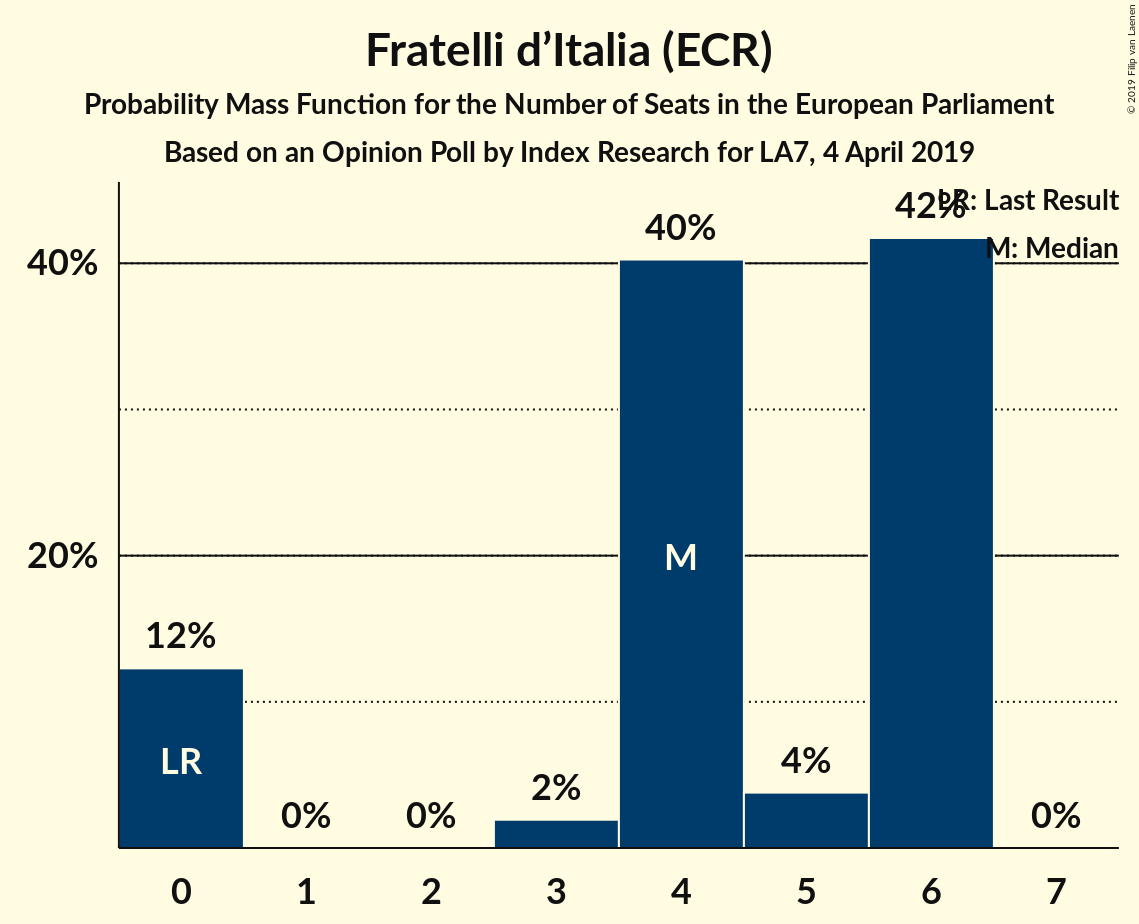 Fratelli d’Italia (ECR)
Probability Mass Function for the Number of Seats in the European Parliament
Based on an Opinion Poll by Index Research for LA7, 4 April 2019
© 2019 Filip van Laenen
LR: Last Result
M: Median
42%
40%
40%
20%
12%
4%
2%
0%
0%
0%
M
LR
0 1 2 3 4 5 6 7